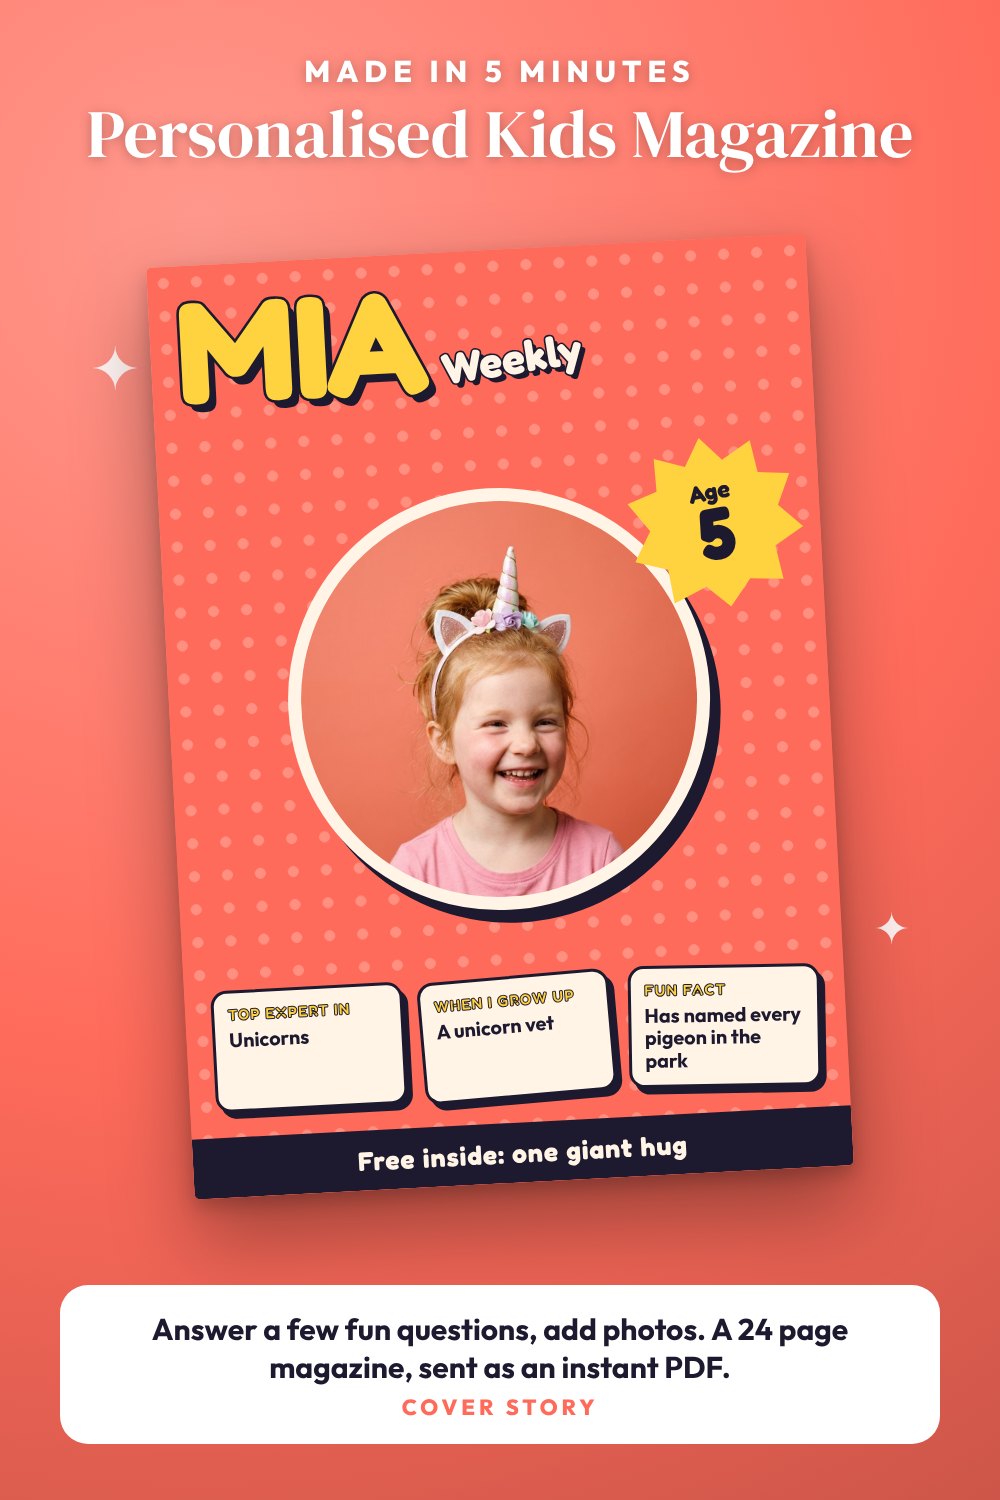 MADE IN 5 MINUTES
Personalised Kids Magazine
MIA Weekly
Age
5
TOP EXPERT IN
Unicorns
WHEN I GROW UP
A unicorn vet
FUN FACT
Has named every
pigeon in the
park
Free inside: one giant hug
Answer a few fun questions, add photos. A 24 page
magazine, sent as an instant PDF.
COVER STORY